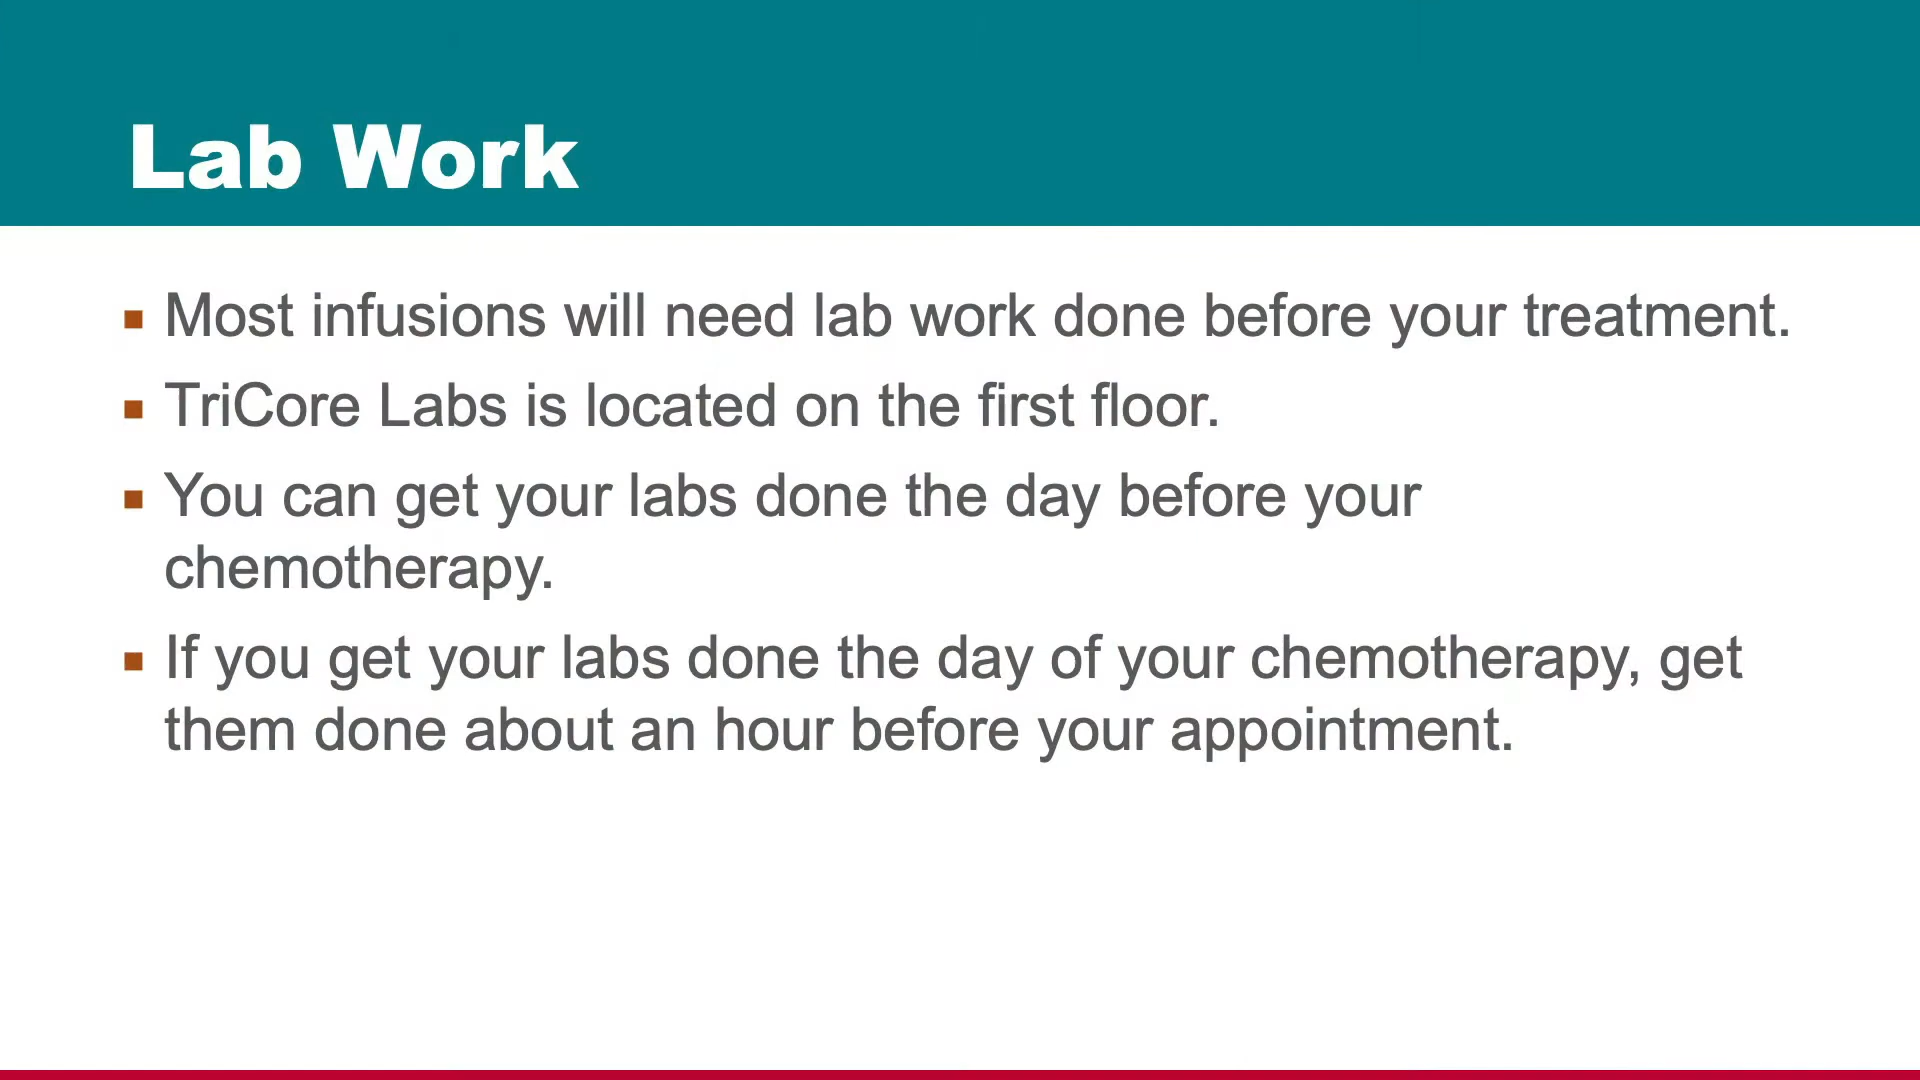 Lab Work
▪ Most infusions will need lab work done before your treatment.
▪ TriCore Labs is located on the first floor.
▪ You can get your labs done the day before your
chemotherapy.
▪ If you get your labs done the day of your chemotherapy, get
them done about an hour before your appointment.